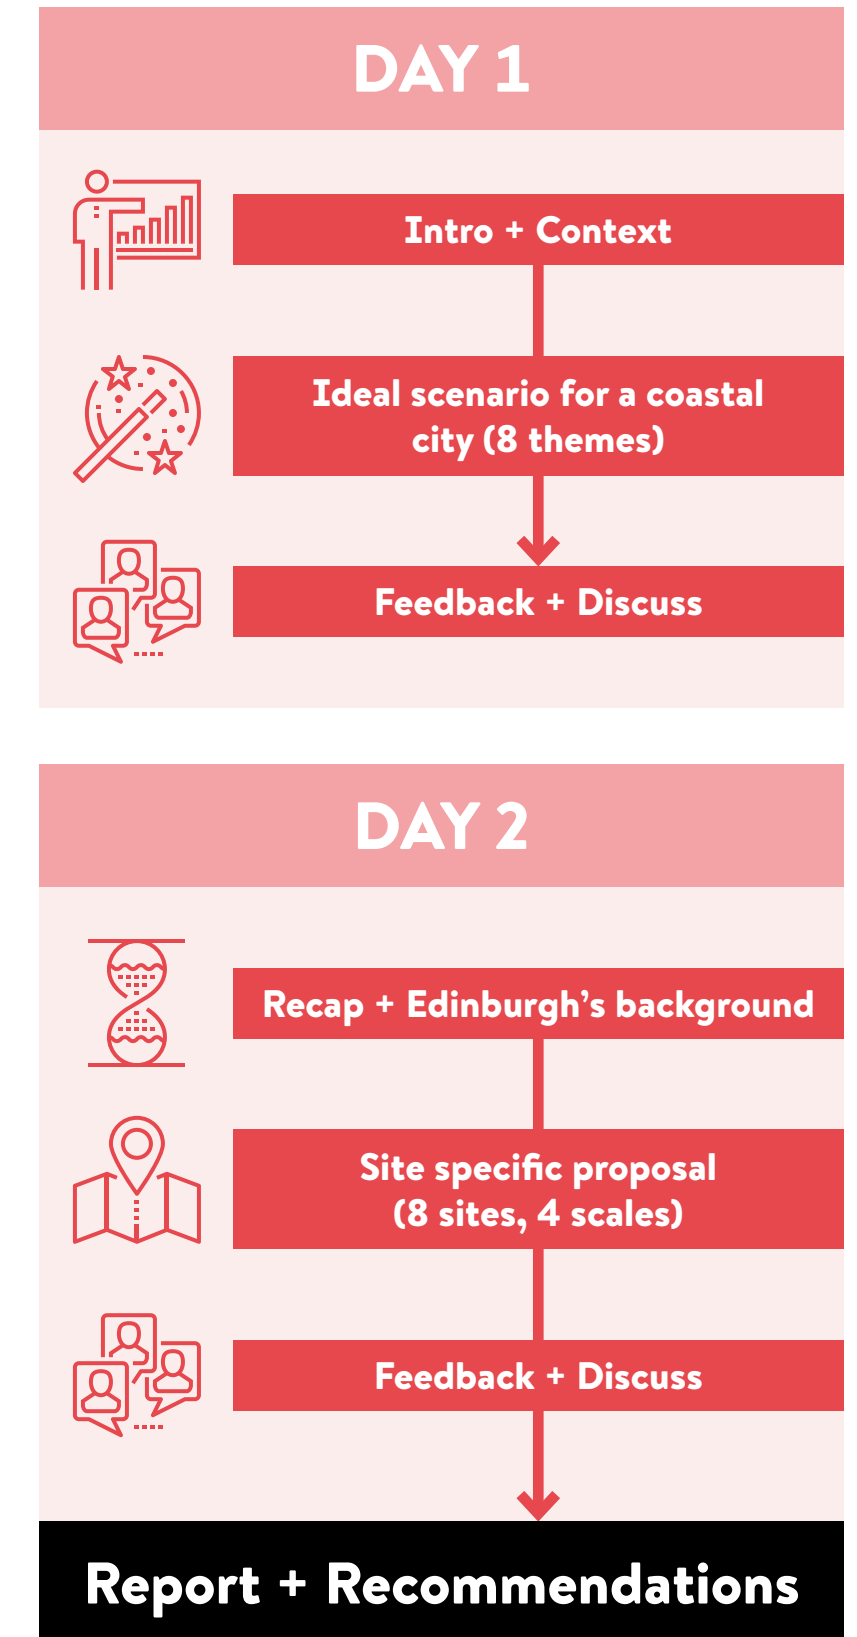 DAY 1
Intro + Context
Ideal scenario for a coastal
city (8 themes)
Feedback + Discuss
DAY 2
Recap + Edinburgh’s background
Site specific proposal
(8 sites, 4 scales)
Feedback + Discuss
Report + Recommendations